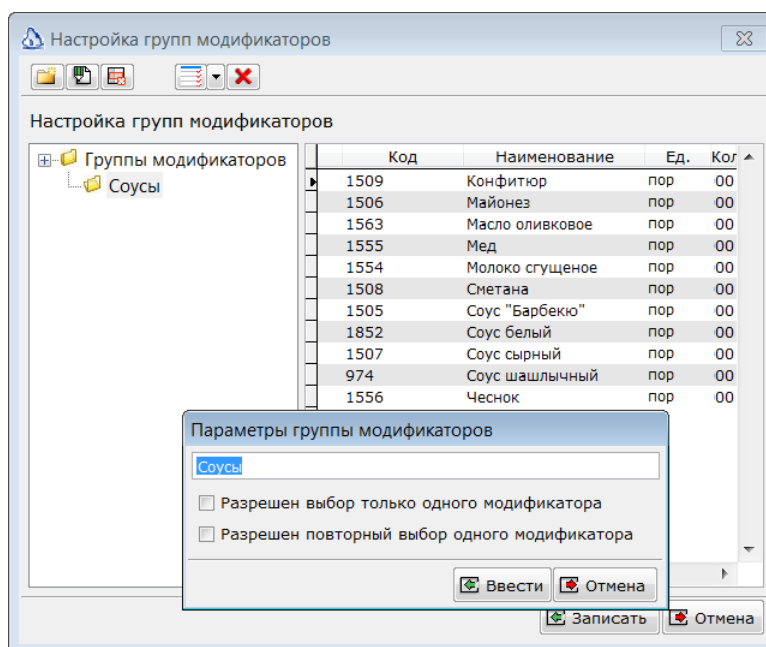 Настройка групп модификаторов
Настройка групп модификаторов
Группы модификаторов
Соусы
Код Наименование Ед. Кол
1509 Конфитюр пор 00
1506 Майонез пор 00
1563 Масло оливковое пор 00
1555 Мед пор 00
1554 Молоко сгущеное пор 00
1508 Сметана пор 00
1505 Соус "Барбекю" пор 00
1852 Соус белый пор 00
1507 Соус сырный пор 00
974 Соус шашлычный пор 00
1556 Чеснок пор 00
Параметры группы модификаторов
Соусы
Разрешен выбор только одного модификатора
Разрешен повторный выбор одного модификатора
Ввести Отмена
Записать Отмена